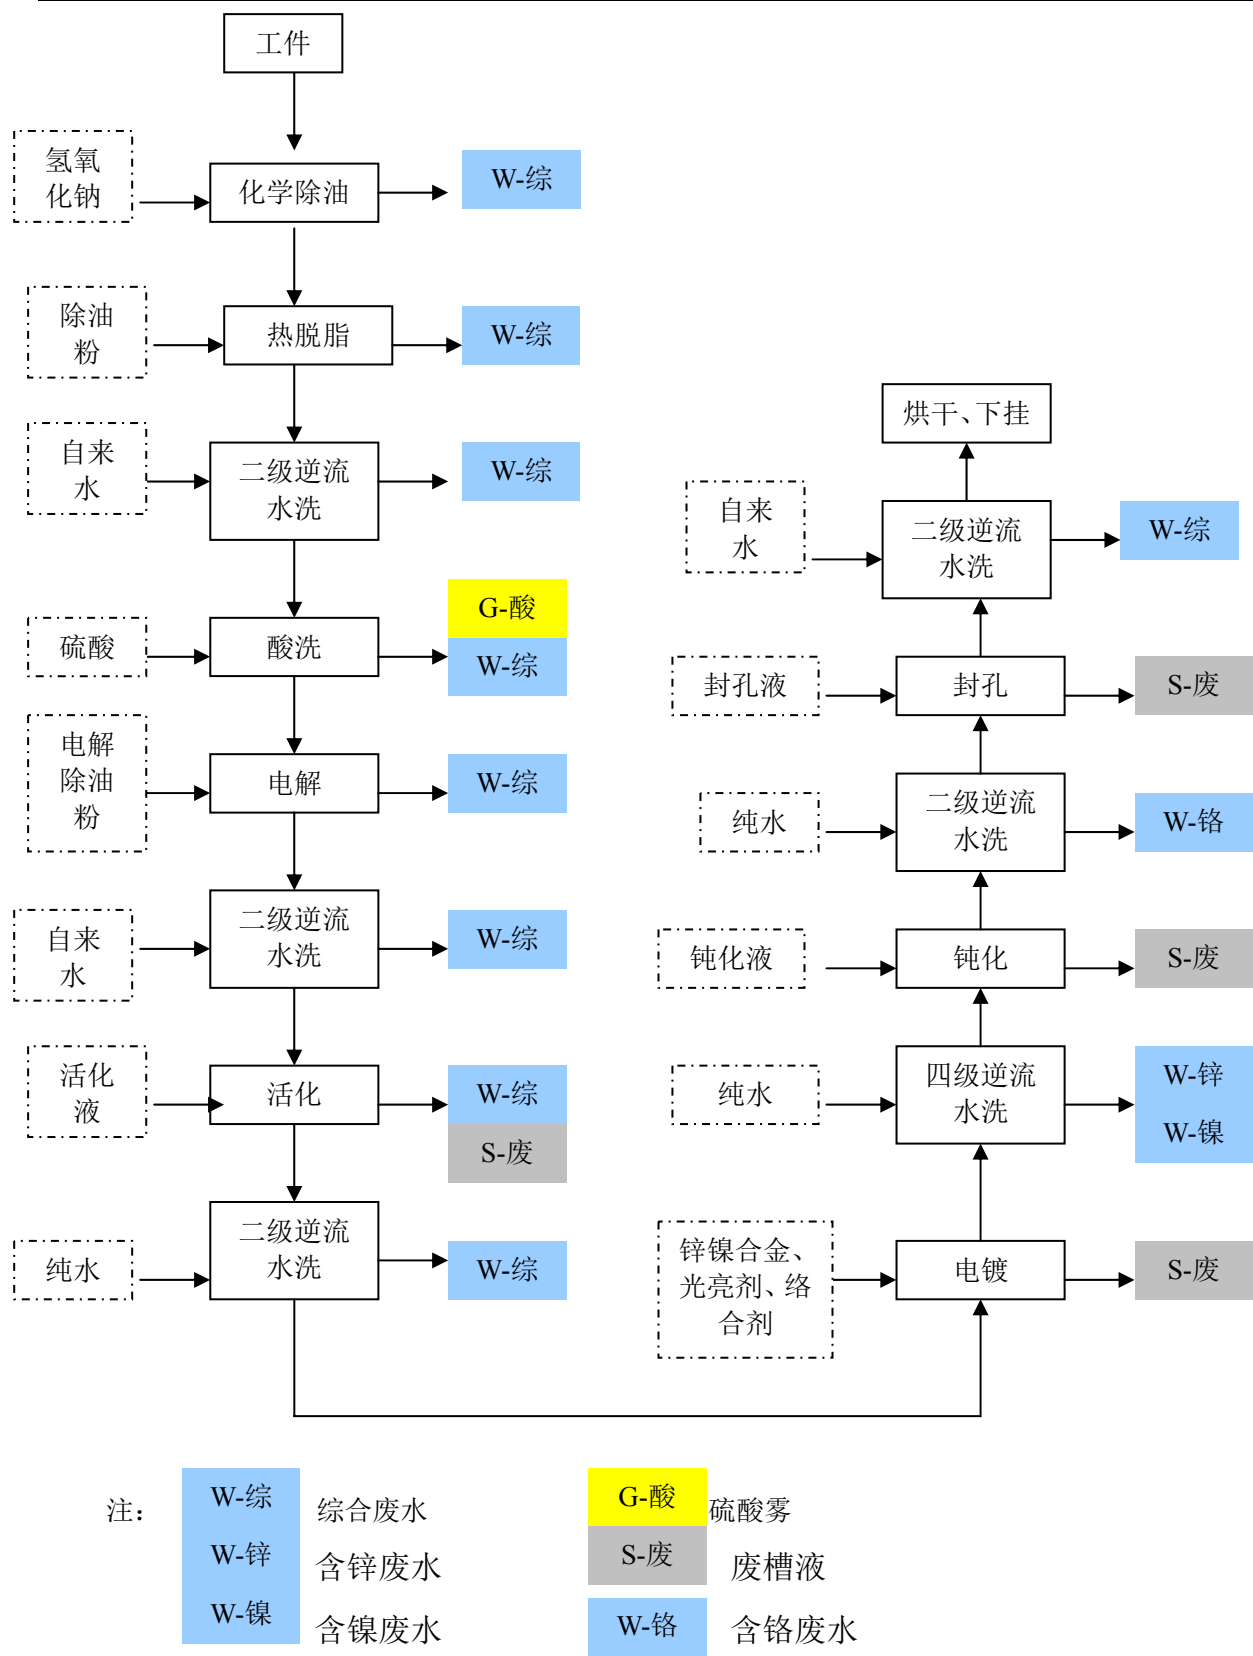 工件
氢氧
化钠
化学除油
W-综
除油
粉
热脱脂
W-综
自来
水
二级逆流
水洗
W-综
硫酸
酸洗
G-酸
W-综
电解
除油
粉
电解
W-综
自来
水
二级逆流
水洗
W-综
活化
液
活化
W-综
S-废
纯水
二级逆流
水洗
W-综
烘干、下挂
自来
水
二级逆流
水洗
W-综
封孔液
封孔
S-废
纯水
二级逆流
水洗
W-铬
钝化液
钝化
S-废
纯水
四级逆流
水洗
W-锌
W-镍
锌镍合金、
光亮剂、络
合剂
电镀
S-废
注：
W-综 综合废水
W-锌 含锌废水
W-镍 含镍废水
G-酸 硫酸雾
S-废 废槽液
W-铬 含铬废水